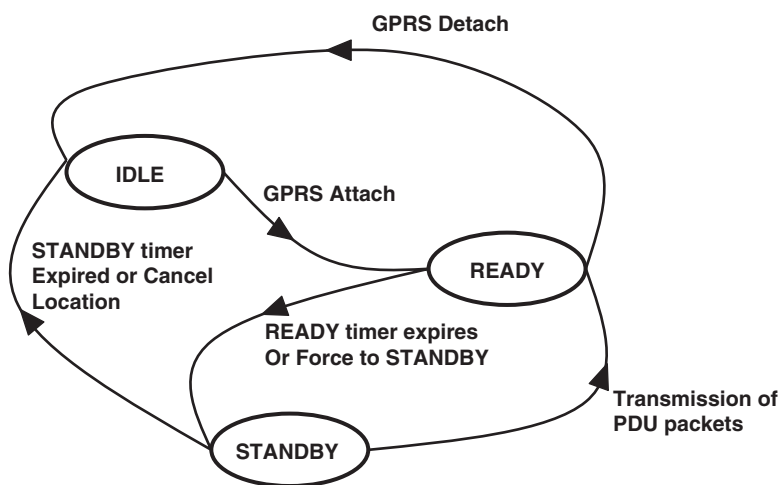 GPRS Detach
IDLE
GPRS Attach
STANDBY timer
Expired or Cancel
Location
READY
READY timer expires
Or Force to STANDBY
Transmission of
PDU packets
STANDBY